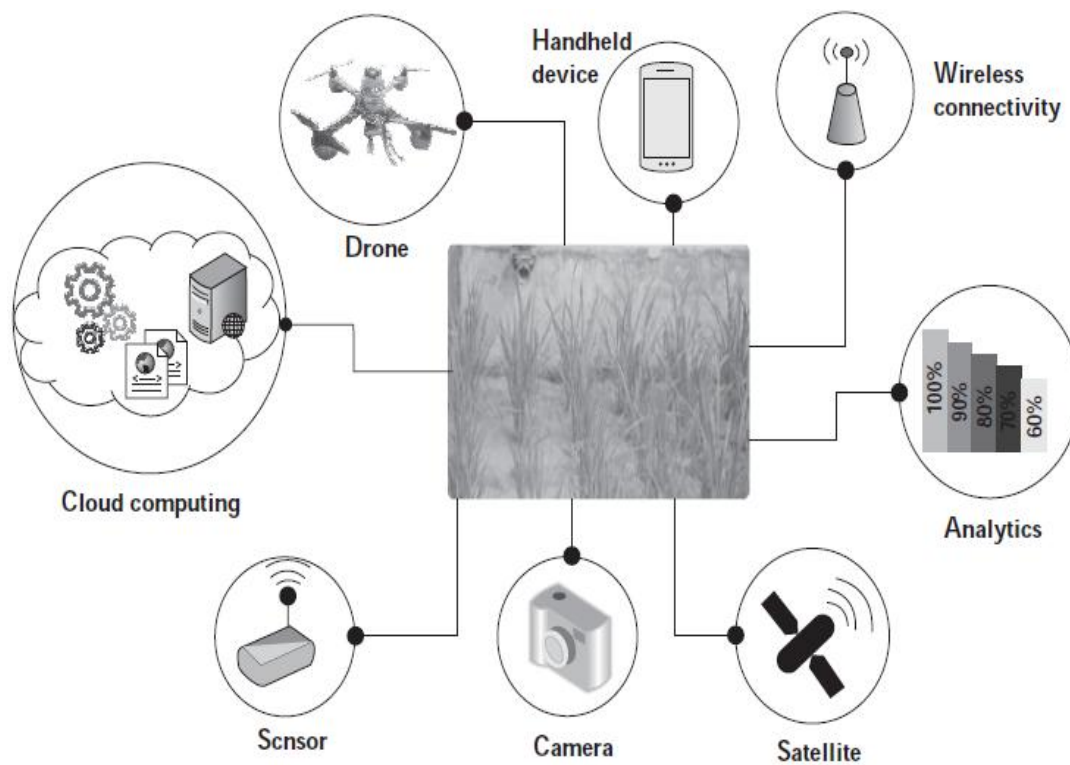 Handheld
device
Wireless
connectivity
Drone
100%
90%
80%
70%
60%
Cloud computing
Analytics
Scnsor
Camera
Satellite